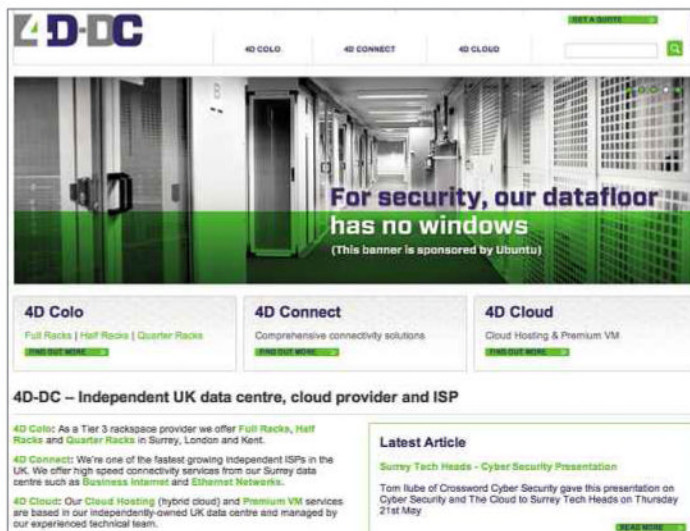 4D-DC
GET A QUOTE
4D COLO
4D CONNECT
4D CLOUD
For security, our datafloor
has no windows
(This banner is sponsored by Ubuntu)
4D Colo
Full Racks | Half Racks | Quarter Racks
FIND OUT MORE
4D Connect
Comprehensive connectivity solutions
FIND OUT MORE
4D Cloud
Cloud Hosting & Premium VM
FIND OUT MORE
4D-DC – Independent UK data centre, cloud provider and ISP
4D Colo: As a Tier 3 rackspace provider we offer Full Racks, Half
Racks and Quarter Racks in Surrey, London and Kent.
4D Connect: We're one of the fastest growing independent ISPs in the
UK. We offer high speed connectivity services from our Surrey data
centre such as Business Internet and Ethernet Networks.
4D Cloud: Our Cloud Hosting (hybrid cloud) and Premium VM services
are based in our independently-owned UK data centre and managed by
our experienced technical team.
Latest Article
Surrey Tech Heads - Cyber Security Presentation
Tom Ilube of Crossword Cyber Security gave this presentation on
Cyber Security and The Cloud to Surrey Tech Heads on Thursday
21st May
READ MORE